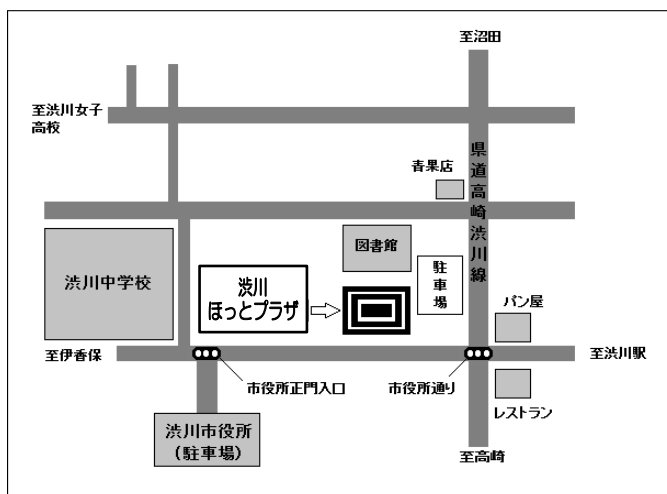 至沼田
至渋川女子
高校
県道高崎渋川線
青果店
図書館
渋川中学校
渋川
ほっとプラザ
駐車場
パン屋
至伊香保
至渋川駅
市役所正門入口
市役所通り
レストラン
渋川市役所
(駐車場)
至高崎